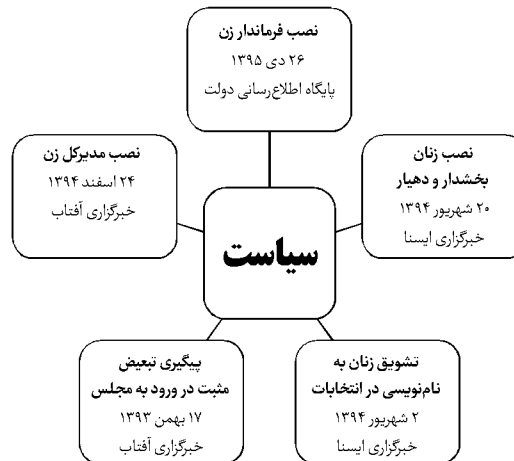 نصب فرماندار زن
۲۶ دی ۱۳۹۵
پایگاه اطلاع‌رسانی دولت
نصب زنان
بخشدار و دهیار
۲۰ شهریور ۱۳۹۴
خبرگزاری ایسنا
نصب مدیرکل زن
۲۴ اسفند ۱۳۹۴
خبرگزاری آفتاب
سیاست
تشویق زنان به
نام‌نویسی در انتخابات
۲ شهریور ۱۳۹۴
خبرگزاری ایسنا
پیگیری تبعیض
مثبت در ورود به مجلس
۱۷ بهمن ۱۳۹۳
خبرگزاری آفتاب